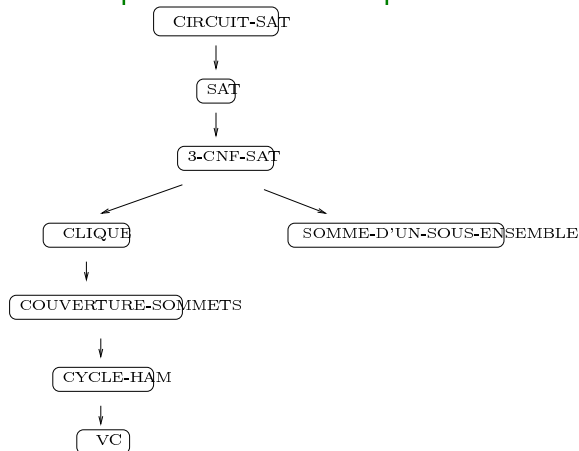 CIRCUIT-SAT
SAT
3-CNF-SAT
CLIQUE
SOMME-D'UN-SOUS-ENSEMBLE
COUVERTURE-SOMMETS
CYCLE-HAM
VC